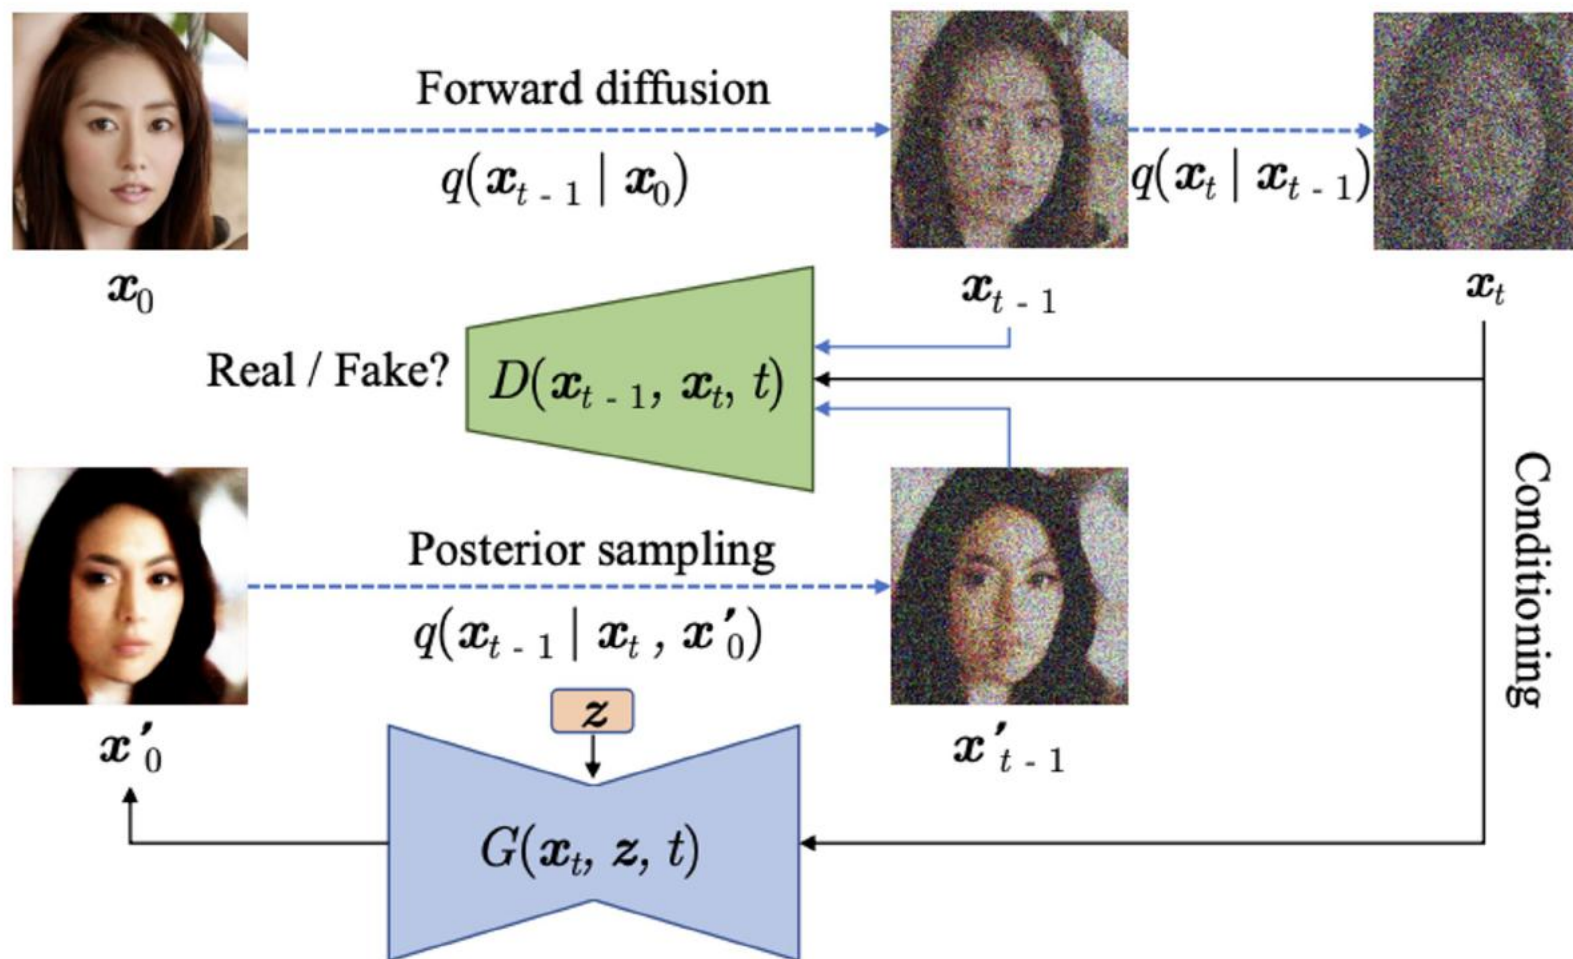 Forward diffusion
q(x_{t - 1} | x_0)
q(x_t | x_{t - 1})
x_0
x_{t - 1}
x_t
Real / Fake?
D(x_{t - 1}, x_t, t)
Conditioning
Posterior sampling
q(x_{t - 1} | x_t , x'_0)
z
x'_0
x'_{t - 1}
G(x_t, z, t)